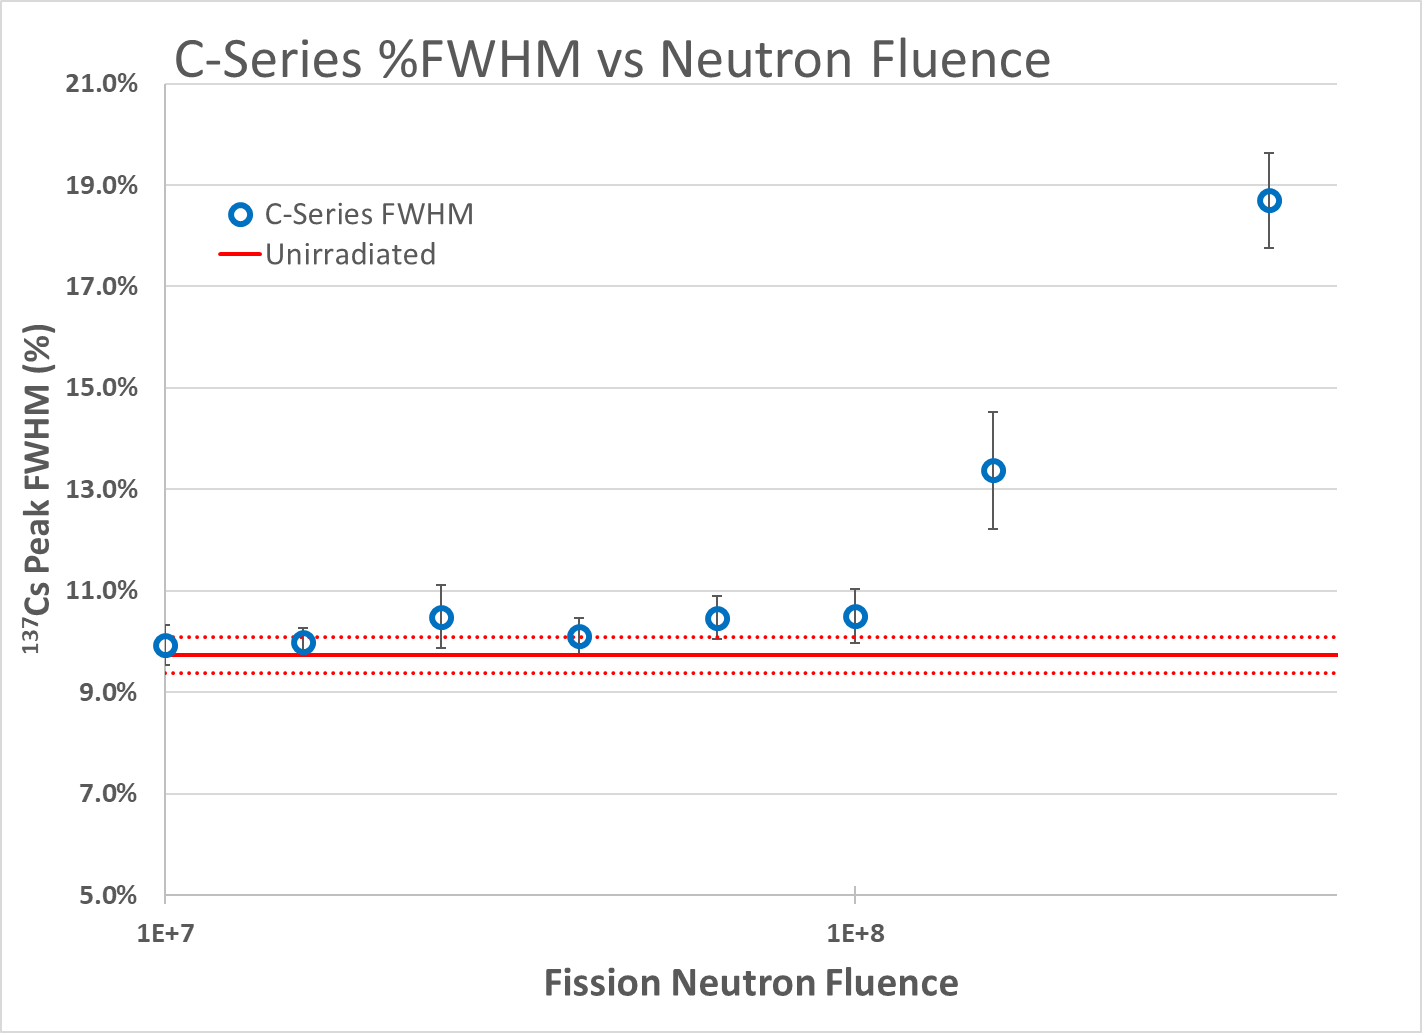 C-Series %FWHM vs Neutron Fluence
21.0%
19.0%
17.0%
15.0%
13.0%
11.0%
9.0%
7.0%
5.0%
C-Series FWHM
Unirradiated
¹³⁷Cs Peak FWHM (%)
1E+7
1E+8
Fission Neutron Fluence